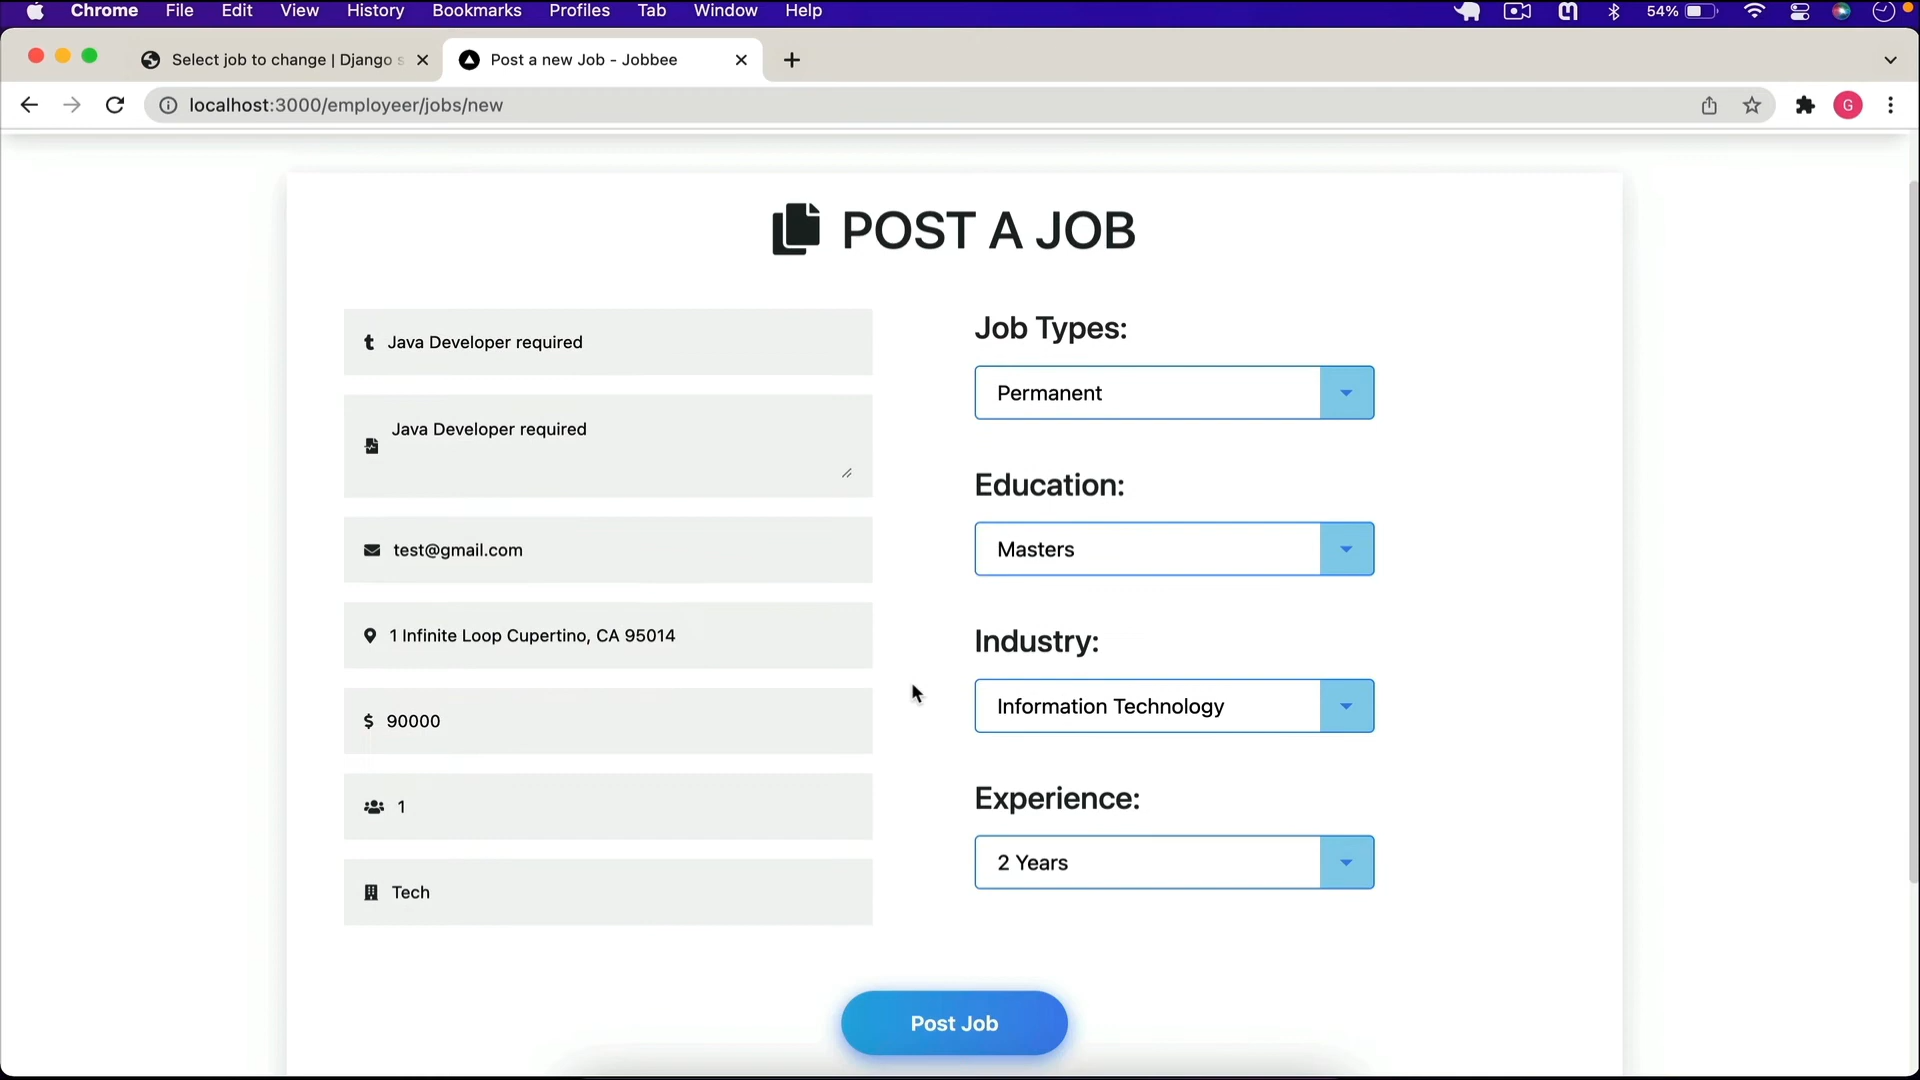 Chrome File Edit View History Bookmarks Profiles Tab Window Help 54%
Select job to change | Django s
Post a new Job - Jobbee
localhost:3000/employeer/jobs/new
G
POST A JOB
Java Developer required
Java Developer required
test@gmail.com
1 Infinite Loop Cupertino, CA 95014
$ 90000
1
Tech
Job Types:
Permanent
Education:
Masters
Industry:
Information Technology
Experience:
2 Years
Post Job